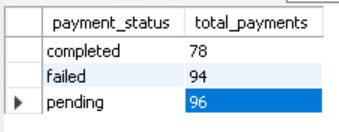 payment_status total_payments
completed 78
failed 94
pending 96